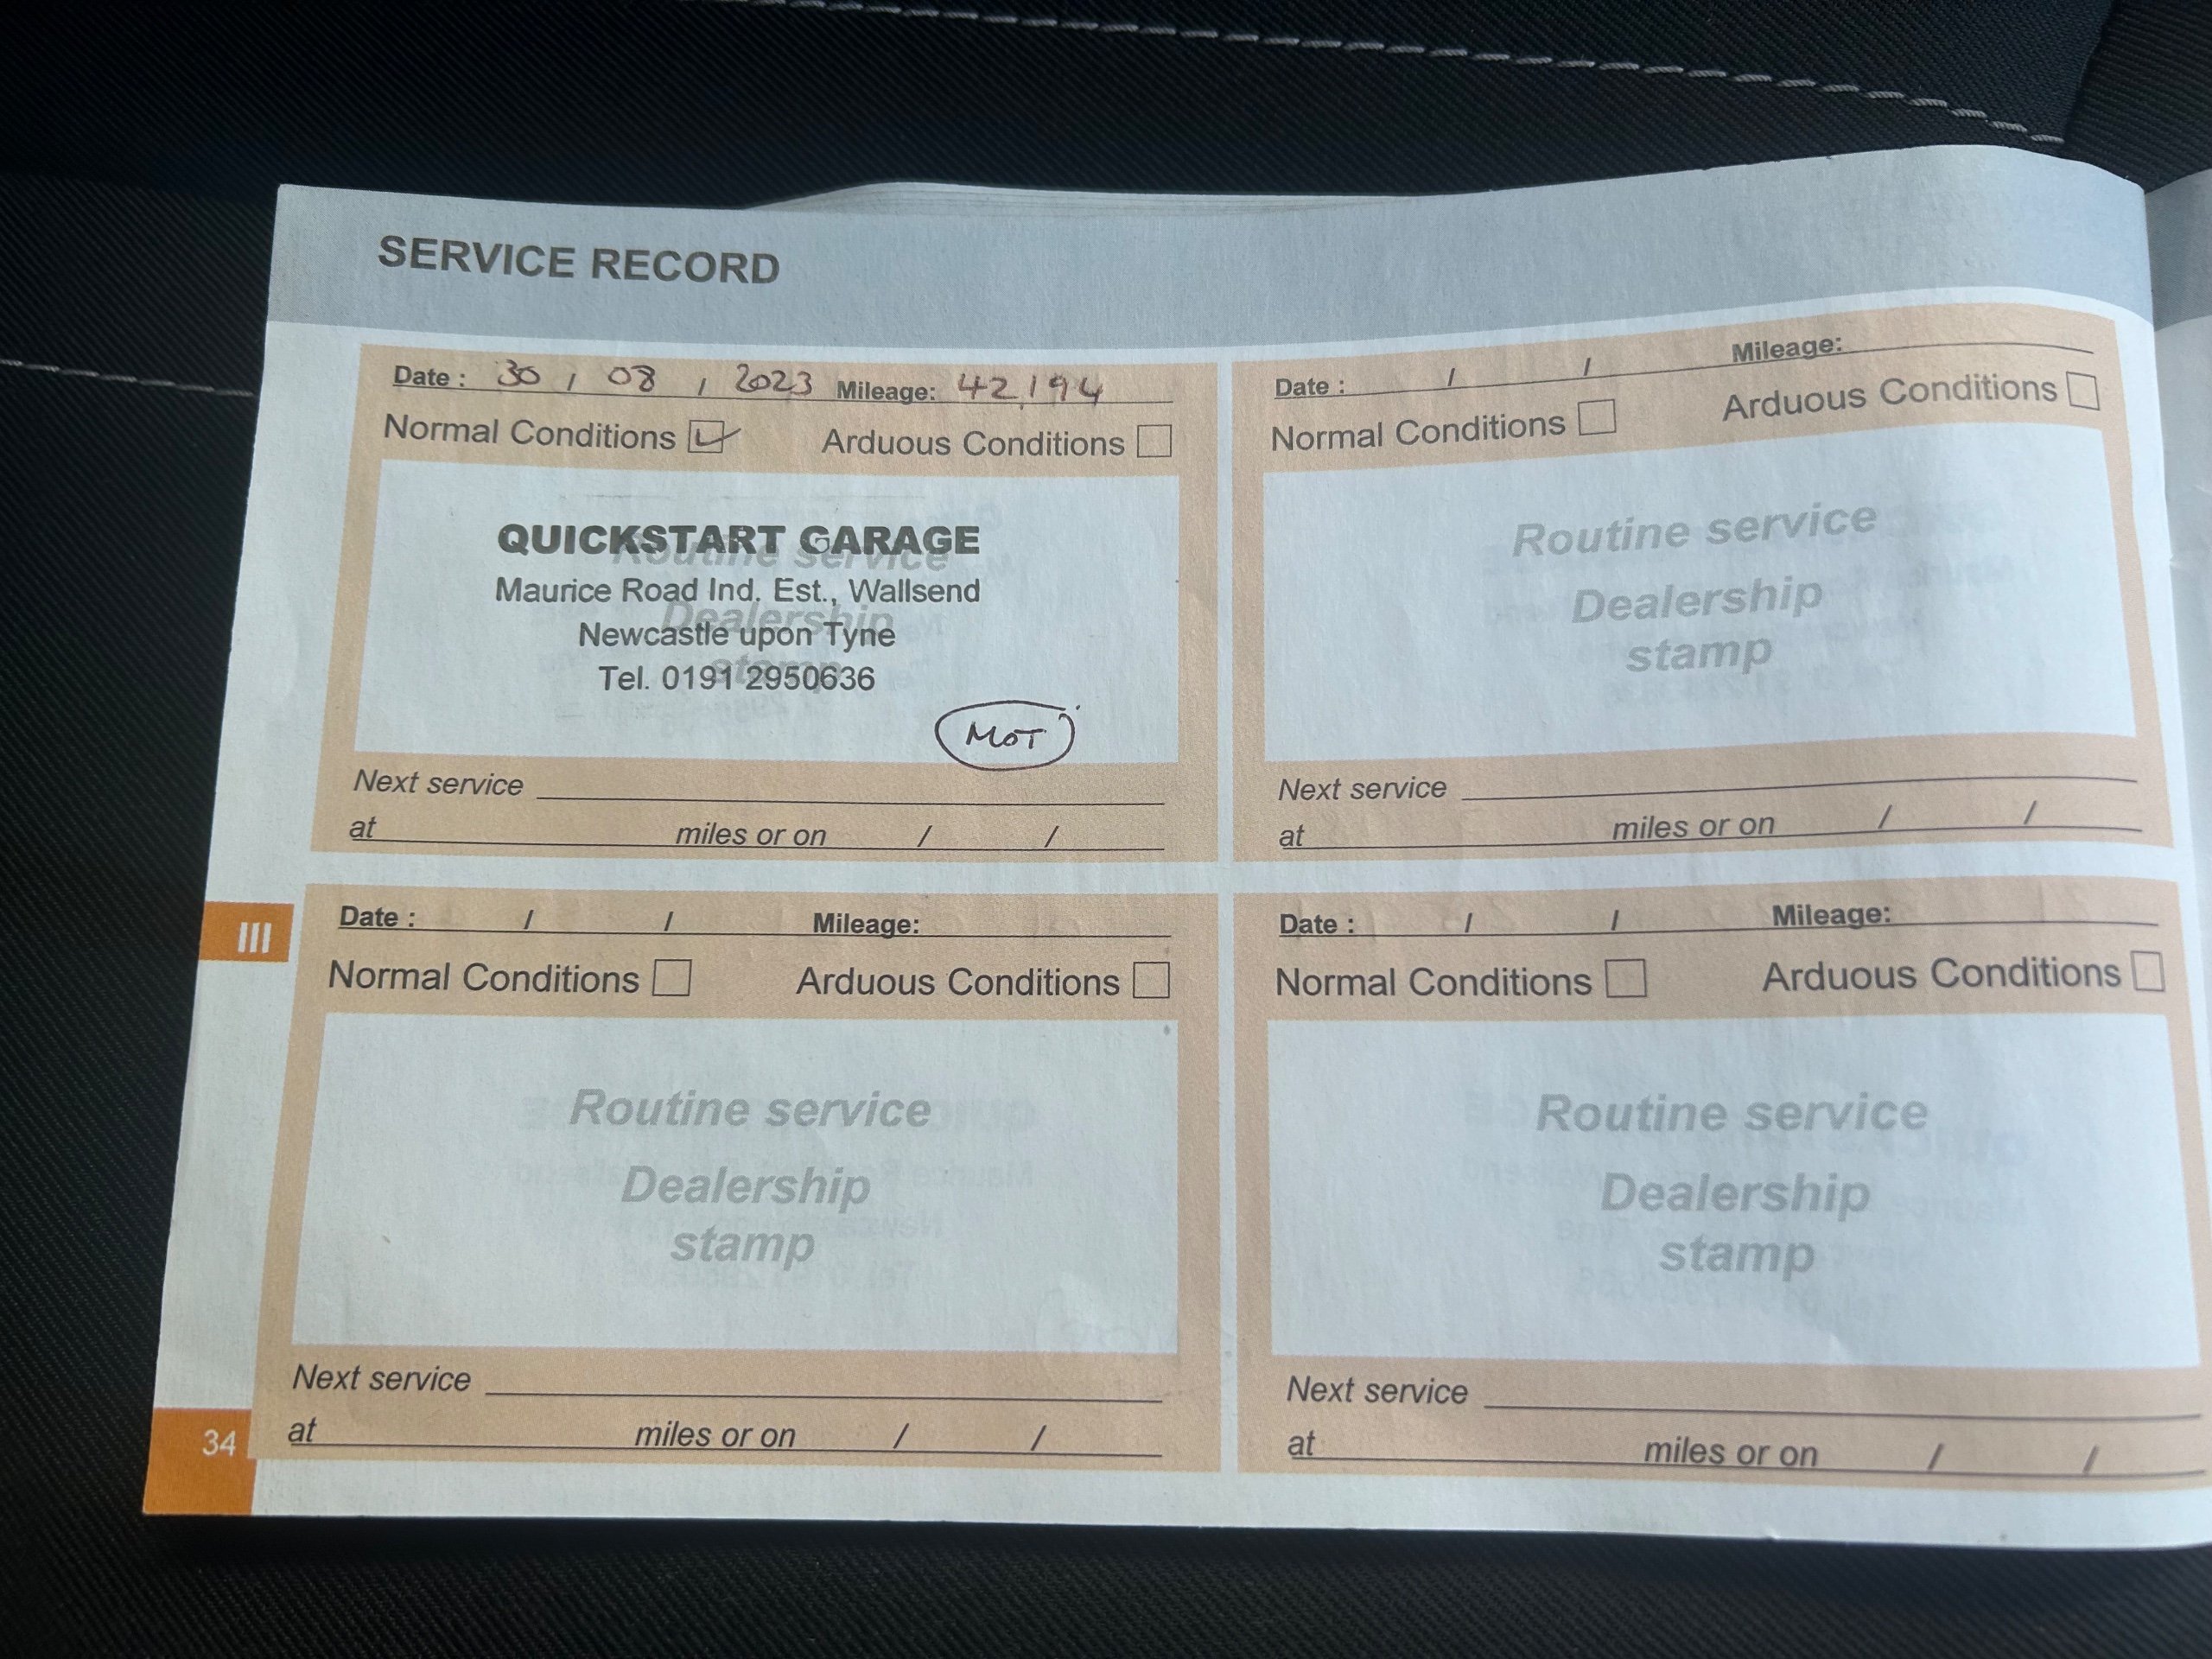 SERVICE RECORD
Date : 30 / 08 / 2023 Mileage: 42,194
Normal Conditions Arduous Conditions
QUICKSTART GARAGE
Routine service
Maurice Road Ind. Est., Wallsend
Dealership
Newcastle upon Tyne
stamp
Tel. 0191 2950636
MOT
Next service
at miles or on / /
Date : / / Mileage:
Normal Conditions Arduous Conditions
Routine service
Dealership
stamp
Next service
at miles or on / /
III
Date : / / Mileage:
Normal Conditions Arduous Conditions
Routine service
Dealership
stamp
Next service
at miles or on / /
Date : / / Mileage:
Normal Conditions Arduous Conditions
Routine service
Dealership
stamp
Next service
at miles or on / /
34